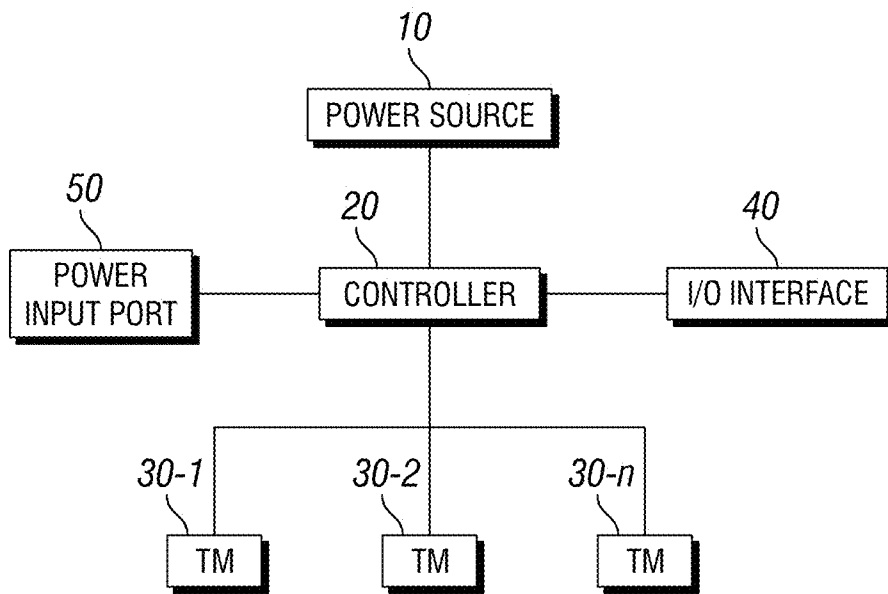 10
POWER SOURCE
50
20
40
POWER
INPUT PORT
CONTROLLER
I/O INTERFACE
30-1
30-2
30-n
TM
TM
TM